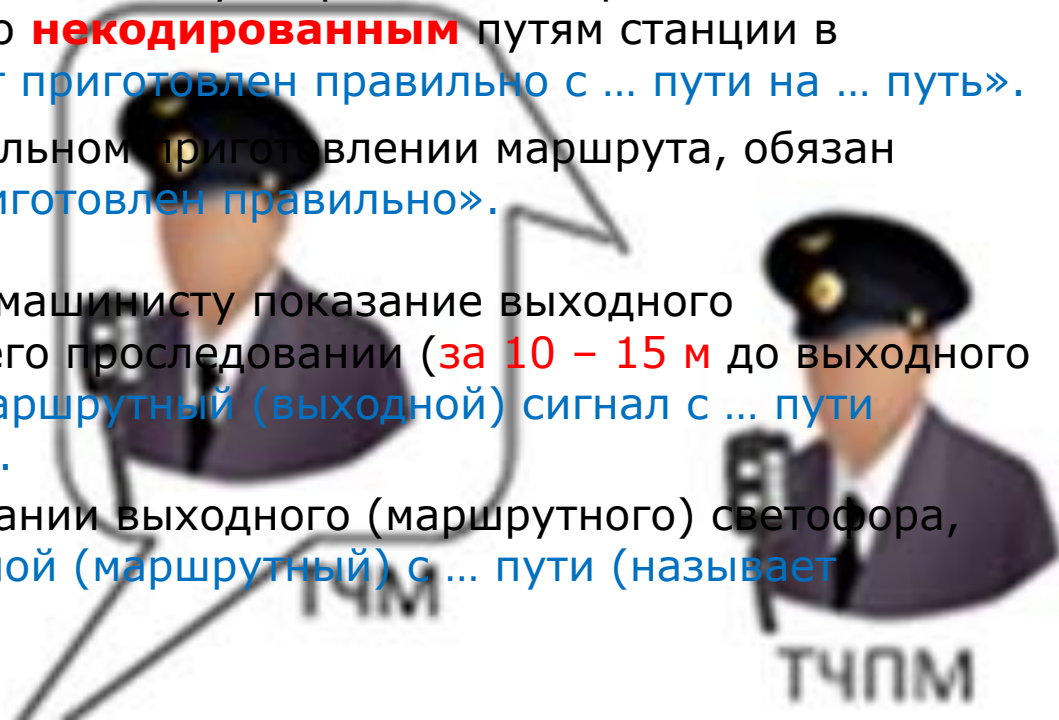 о некодированным путям станции в
т приготовлен правильно с … пути на … путь».
льном приготовлении маршрута, обязан
иготовлен правильно».
машинисту показание выходного
его проследовании (за 10 – 15 м до выходного
аршрутный (выходной) сигнал с … пути
.
ании выходного (маршрутного) светофора,
ной (маршрутный) с … пути (называет
ТЧМ
ТЧПМ